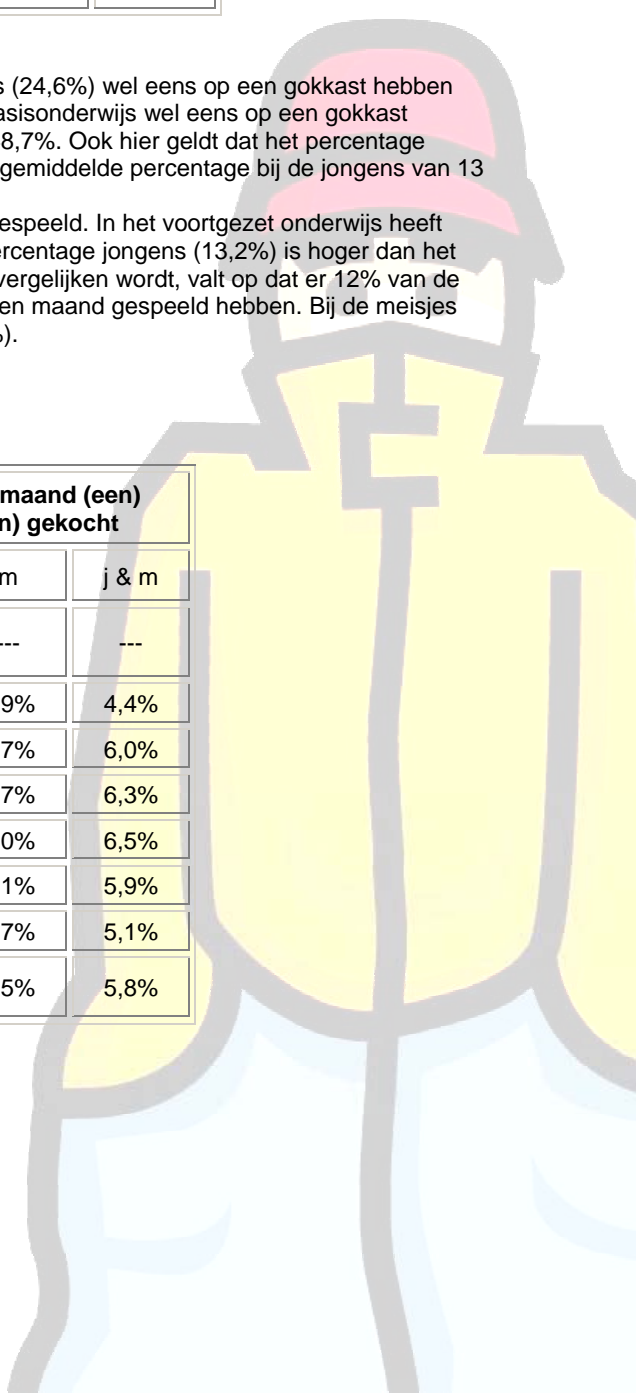 s (24,6%) wel eens op een gokkast hebben
asisonderwijs wel eens op een gokkast
8,7%. Ook hier geldt dat het percentage
gemiddelde percentage bij de jongens van 13
espeeld. In het voortgezet onderwijs heeft
ercentage jongens (13,2%) is hoger dan het
vergelijken wordt, valt op dat er 12% van de
en maand gespeeld hebben. Bij de meisjes
%).
maand (een)
n) gekocht
m j & m
--- ---
9% 4,4%
7% 6,0%
7% 6,3%
0% 6,5%
1% 5,9%
7% 5,1%
5% 5,8%